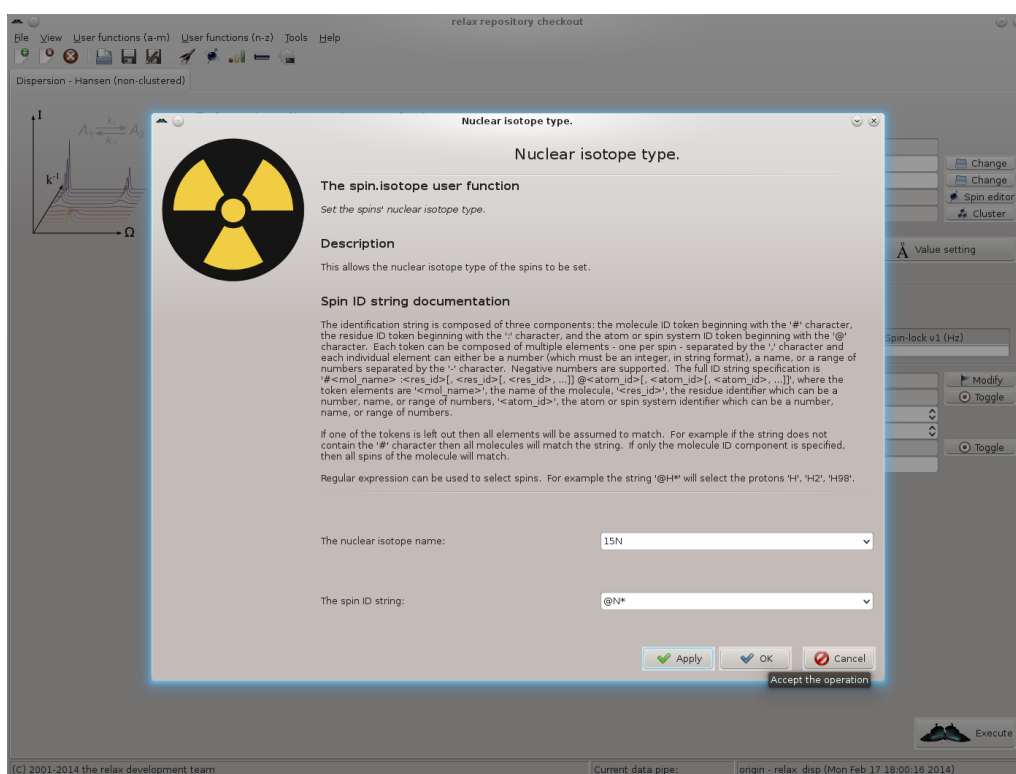 relax repository checkout
File View User functions (a-m) User functions (n-z) Tools Help
Dispersion - Hansen (non-clustered)
I
A₁ k₁ A₂
k₋₁
k⁻¹
Ω
Nuclear isotope type.
Nuclear isotope type.
The spin.isotope user function
Set the spins' nuclear isotope type.
Description
This allows the nuclear isotope type of the spins to be set.
Spin ID string documentation
The identification string is composed of three components: the molecule ID token beginning with the '#' character,
the residue ID token beginning with the ':' character, and the atom or spin system ID token beginning with the '@'
character. Each token can be composed of multiple elements - one per spin - separated by the ',' character and
each individual element can either be a number (which must be an integer, in string format), a name, or a range of
numbers separated by the '-' character. Negative numbers are supported. The full ID string specification is
'#<mol_name> :<res_id>[, <res_id>[, <res_id>, ...]] @<atom_id>[, <atom_id>[, <atom_id>, ...]]', where the
token elements are '<mol_name>', the name of the molecule, '<res_id>', the residue identifier which can be a
number, name, or range of numbers, '<atom_id>', the atom or spin system identifier which can be a number,
name, or range of numbers.
If one of the tokens is left out then all elements will be assumed to match. For example if the string does not
contain the '#' character then all molecules will match the string. If only the molecule ID component is specified,
then all spins of the molecule will match.
Regular expression can be used to select spins. For example the string '@H*' will select the protons 'H', 'H2', 'H98'.
The nuclear isotope name:
15N
The spin ID string:
@N*
Apply
OK
Cancel
Accept the operation
Change
Change
Spin editor
Cluster
Å Value setting
Spin-lock ν1 (Hz)
Modify
Toggle
Toggle
Execute
(C) 2001-2014 the relax development team
Current data pipe:
origin - relax_disp (Mon Feb 17 18:00:16 2014)